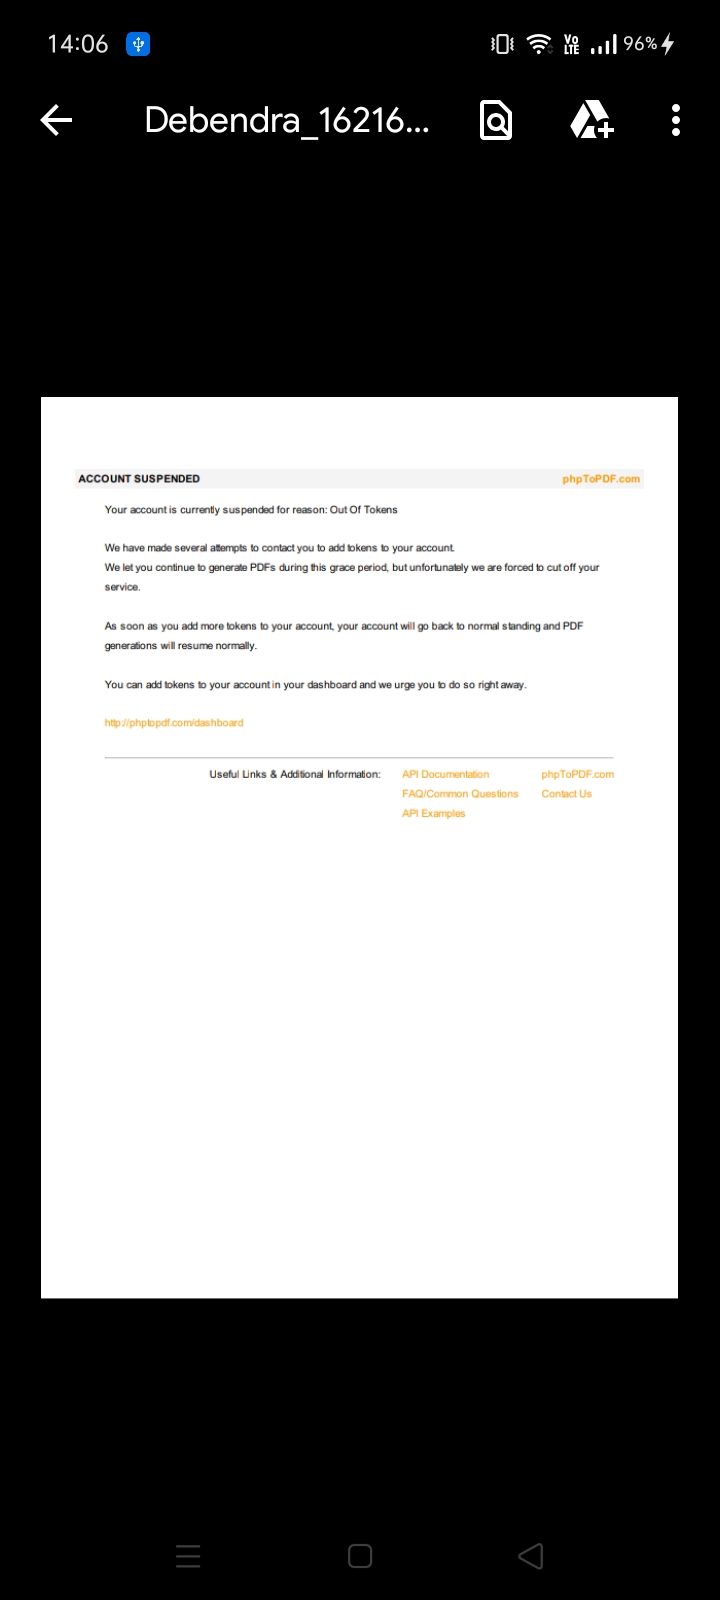 14:06 VO LTE 96%
Debendra_16216...
ACCOUNT SUSPENDED phpToPDF.com
Your account is currently suspended for reason: Out Of Tokens
We have made several attempts to contact you to add tokens to your account.
We let you continue to generate PDFs during this grace period, but unfortunately we are forced to cut off your
service.
As soon as you add more tokens to your account, your account will go back to normal standing and PDF
generations will resume normally.
You can add tokens to your account in your dashboard and we urge you to do so right away.
http://phptopdf.com/dashboard
Useful Links & Additional Information: API Documentation phpToPDF.com
FAQ/Common Questions Contact Us
API Examples